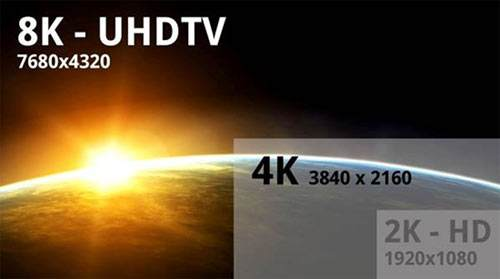 8K - UHDTV
7680x4320
4K 3840 x 2160
2K - HD
1920x1080